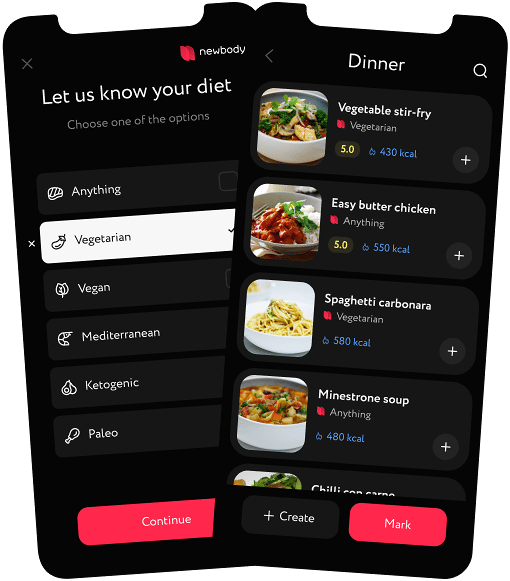 newbody
Let us know your diet
Choose one of the options
Anything
Vegetarian
Vegan
Mediterranean
Ketogenic
Paleo
Continue
Dinner
Vegetable stir-fry
Vegetarian
5.0 430 kcal
Easy butter chicken
Anything
5.0 550 kcal
Spaghetti carbonara
Vegetarian
580 kcal
Minestrone soup
Anything
480 kcal
Chilli con carne
+ Create
Mark